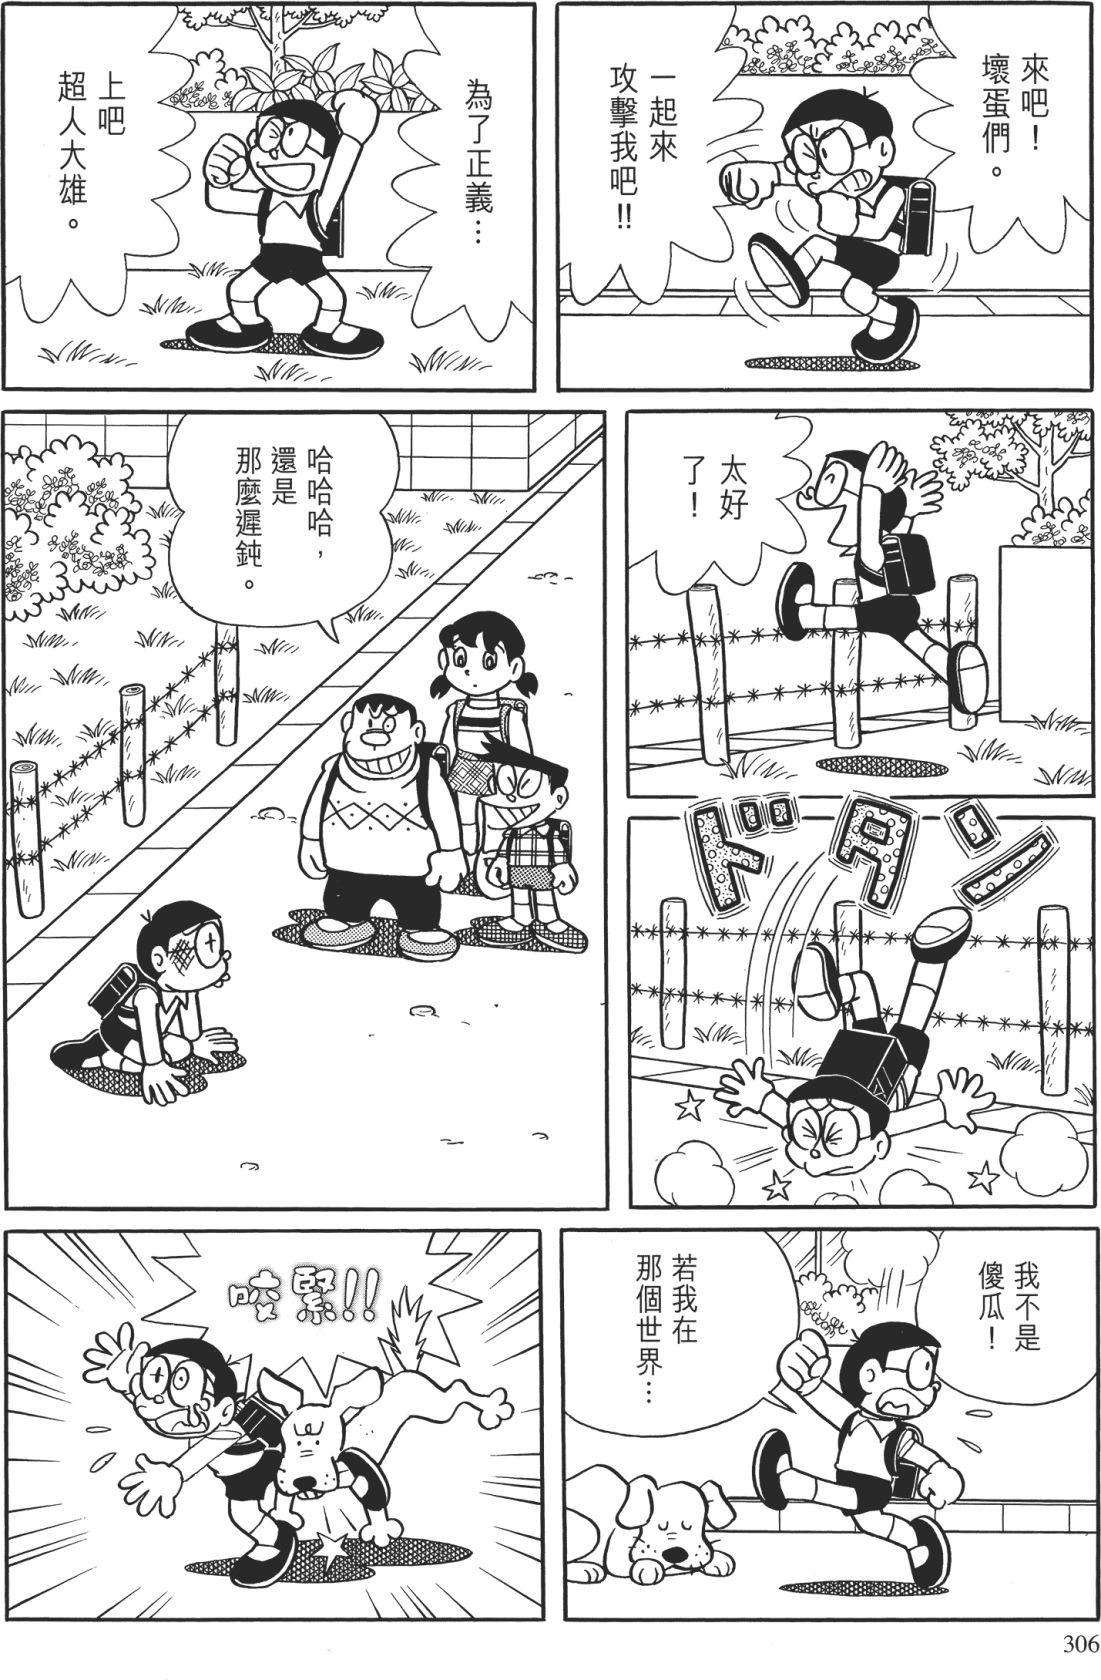 來吧！
壞蛋們。
一起來
攻擊我吧!!
為了正義…
上吧
超人大雄。
太好
了！
ドタン
哈哈哈，
還是
那麼遲鈍。
我不是
傻瓜！
若我在
那個世界…
咬緊!!
306